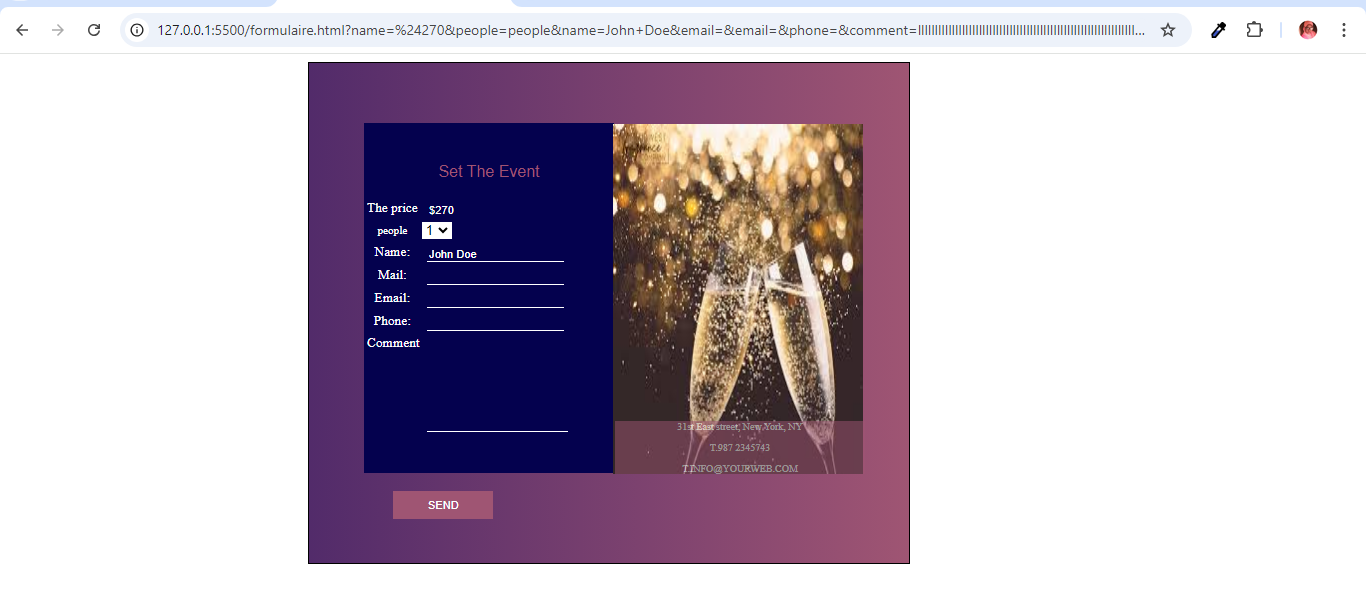 127.0.0.1:5500/formulaire.html?name=%24270&people=people&name=John+Doe&email=&email=&phone=&comment=llllllllllllllllllllllllllllllllllllllllllllllllllllllllllllllll...
Set The Event
The price $270
people 1
Name: John Doe
Mail:
Email:
Phone:
Comment
31st East street, New York, NY
T.987 2345743
T.INFO@YOURWEB.COM
SEND